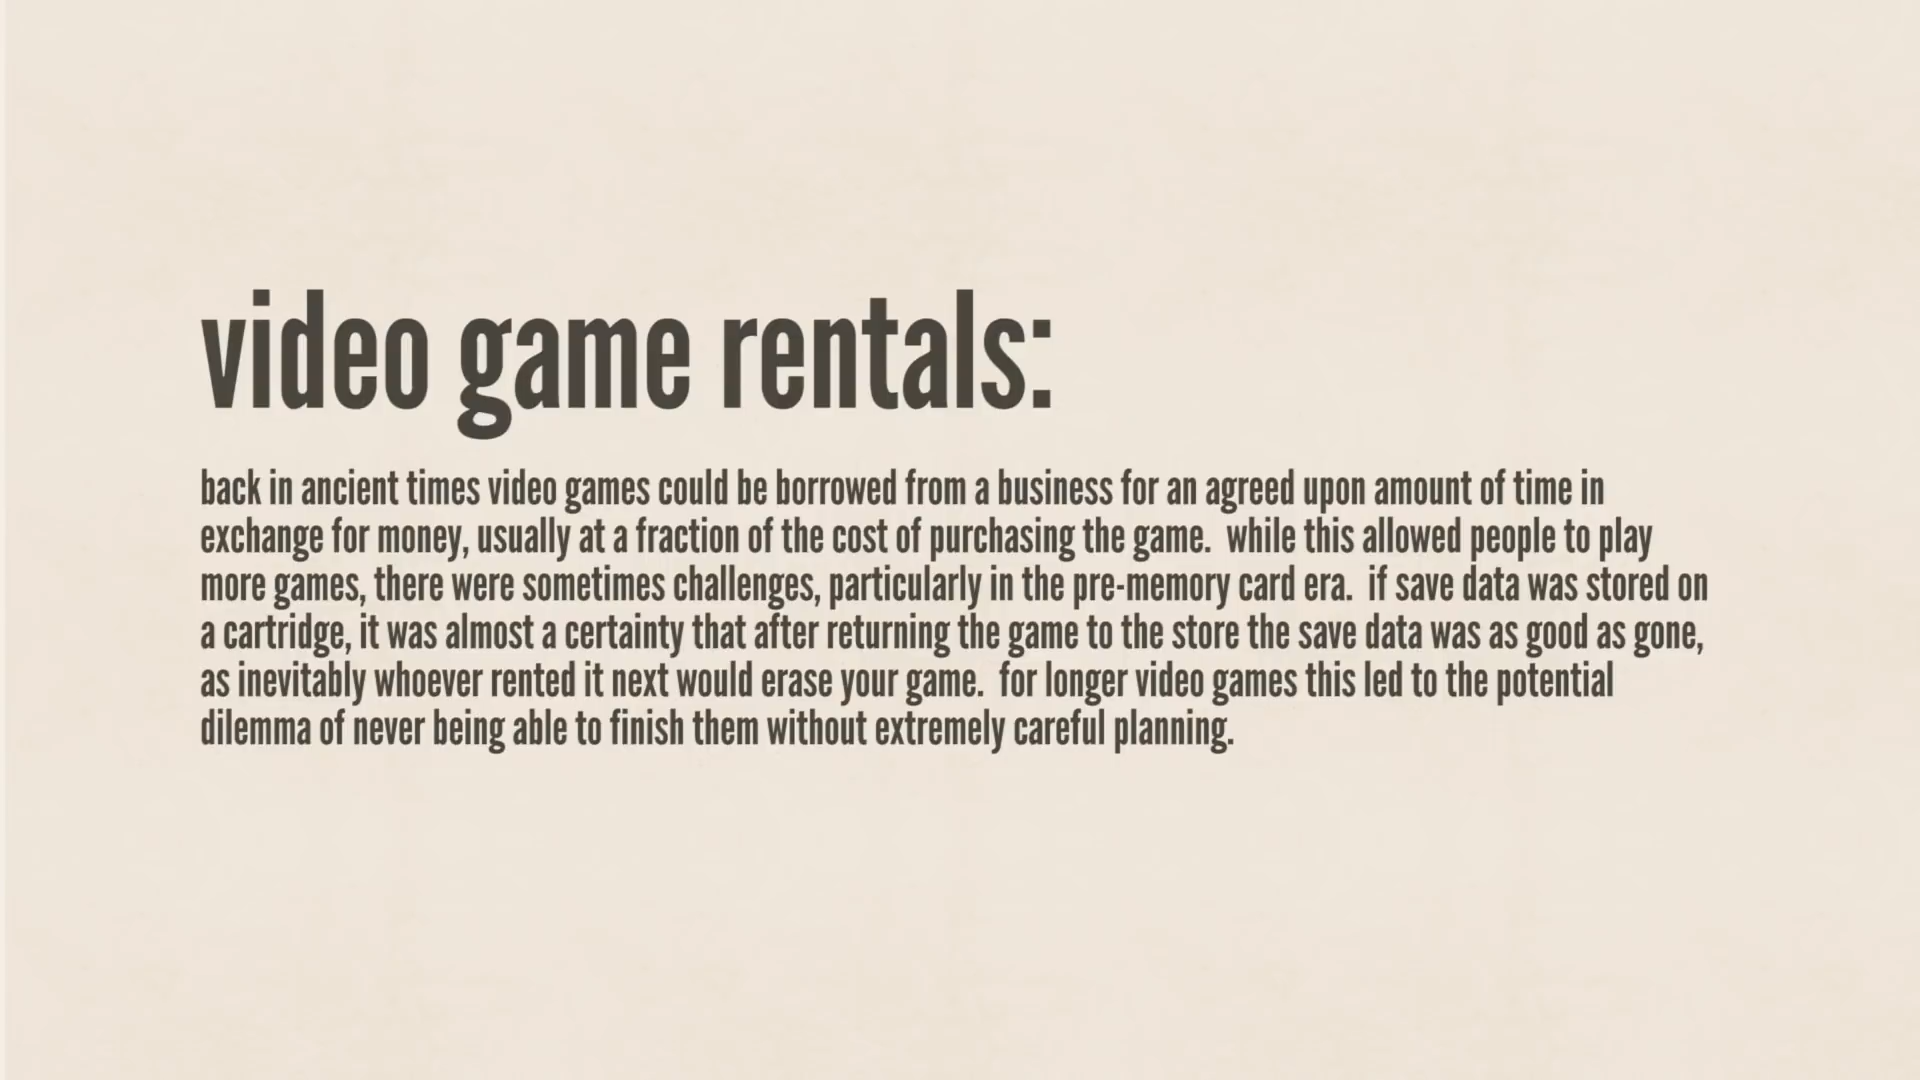 video game rentals:
back in ancient times video games could be borrowed from a business for an agreed upon amount of time in
exchange for money, usually at a fraction of the cost of purchasing the game.  while this allowed people to play
more games, there were sometimes challenges, particularly in the pre-memory card era.  if save data was stored on
a cartridge, it was almost a certainty that after returning the game to the store the save data was as good as gone,
as inevitably whoever rented it next would erase your game.  for longer video games this led to the potential
dilemma of never being able to finish them without extremely careful planning.